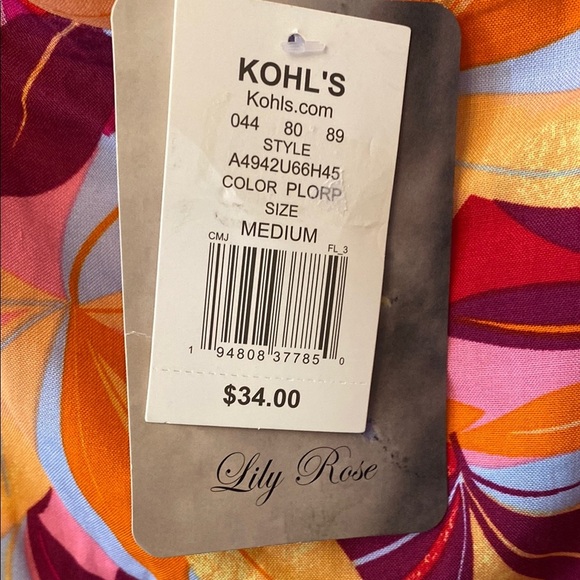 KOHL'S
Kohls.com
044 80 89
STYLE
A4942U66H45
COLOR PLORP
SIZE
MEDIUM
CMJ FL_3
1 94808 37785 0
$34.00
Lily Rose